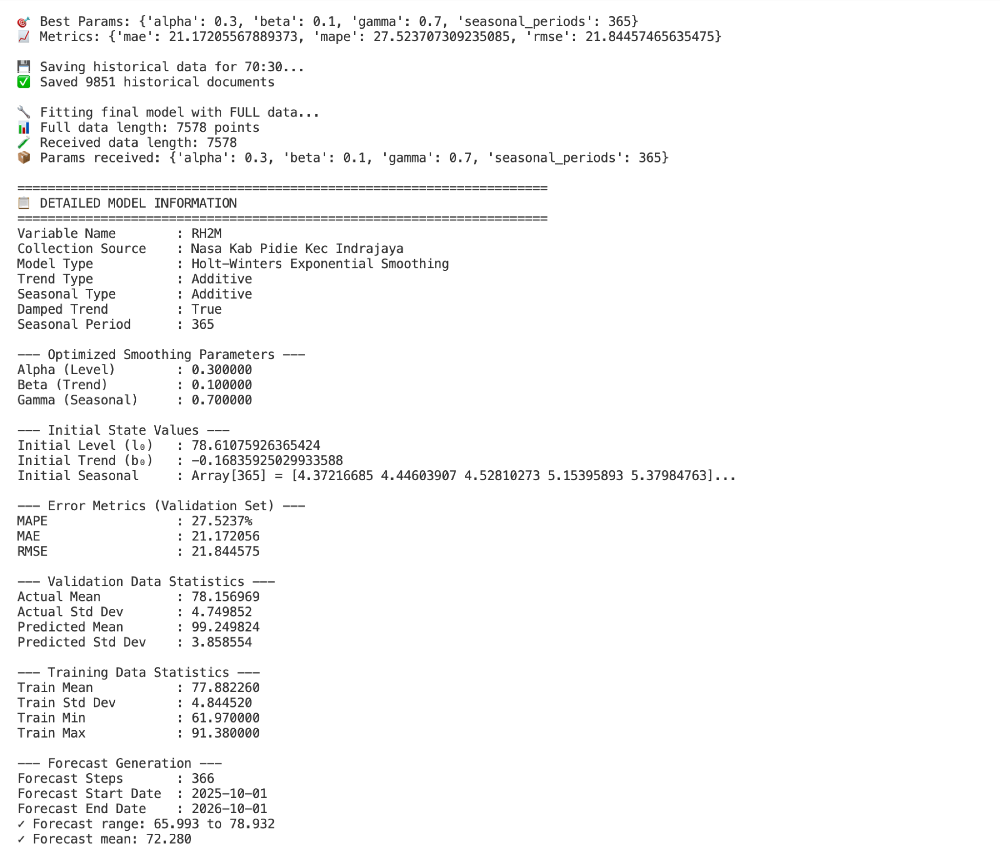 🎯 Best Params: {'alpha': 0.3, 'beta': 0.1, 'gamma': 0.7, 'seasonal_periods': 365}
📈 Metrics: {'mae': 21.17205567889373, 'mape': 27.523707309235085, 'rmse': 21.84457465635475}
💾 Saving historical data for 70:30...
✅ Saved 9851 historical documents
🔧 Fitting final model with FULL data...
📊 Full data length: 7578 points
🧪 Received data length: 7578
📦 Params received: {'alpha': 0.3, 'beta': 0.1, 'gamma': 0.7, 'seasonal_periods': 365}
======================================================================
📋 DETAILED MODEL INFORMATION
======================================================================
Variable Name        : RH2M
Collection Source    : Nasa Kab Pidie Kec Indrajaya
Model Type           : Holt-Winters Exponential Smoothing
Trend Type           : Additive
Seasonal Type        : Additive
Damped Trend         : True
Seasonal Period      : 365
--- Optimized Smoothing Parameters ---
Alpha (Level)        : 0.300000
Beta (Trend)         : 0.100000
Gamma (Seasonal)     : 0.700000
--- Initial State Values ---
Initial Level (l₀)   : 78.61075926365424
Initial Trend (b₀)   : -0.16835925029933588
Initial Seasonal     : Array[365] = [4.37216685 4.44603907 4.52810273 5.15395893 5.37984763]...
--- Error Metrics (Validation Set) ---
MAPE                 : 27.5237%
MAE                  : 21.172056
RMSE                 : 21.844575
--- Validation Data Statistics ---
Actual Mean          : 78.156969
Actual Std Dev       : 4.749852
Predicted Mean       : 99.249824
Predicted Std Dev    : 3.858554
--- Training Data Statistics ---
Train Mean           : 77.882260
Train Std Dev        : 4.844520
Train Min            : 61.970000
Train Max            : 91.380000
--- Forecast Generation ---
Forecast Steps       : 366
Forecast Start Date  : 2025-10-01
Forecast End Date    : 2026-10-01
✓ Forecast range: 65.993 to 78.932
✓ Forecast mean: 72.280